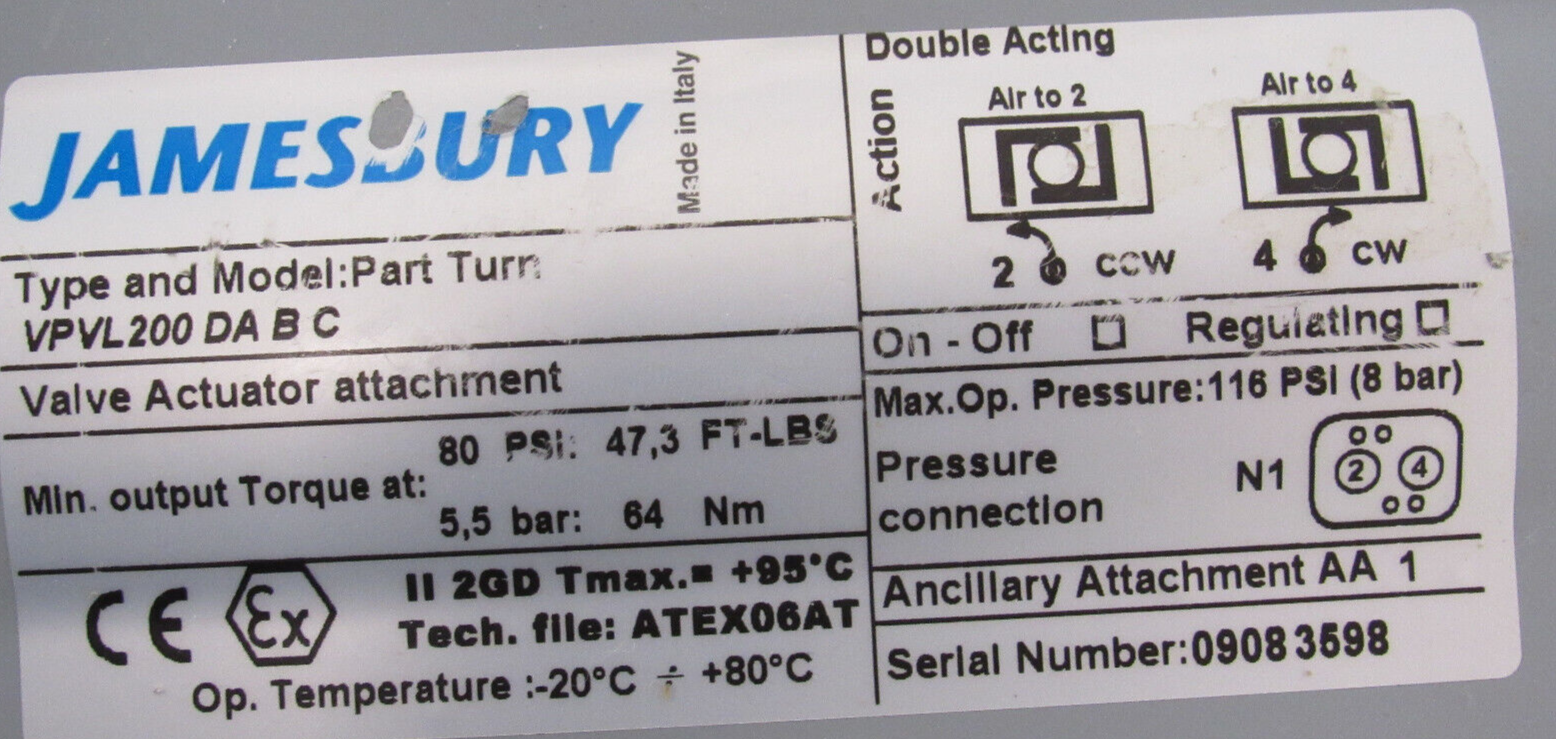 JAMESBURY
Made in Italy
Type and Model:Part Turn
VPVL200 DA B C
Valve Actuator attachment
Min. output Torque at:
80 PSI: 47,3 FT-LBS
5,5 bar: 64 Nm
CE Ex
II 2GD Tmax.= +95°C
Tech. file: ATEX06AT
Op. Temperature :-20°C ÷ +80°C
Action
Double Acting
Air to 2 Air to 4
2 CCW 4 CW
On - Off Regulating
Max.Op. Pressure:116 PSI (8 bar)
Pressure
connection
N1 2 4
Ancillary Attachment AA 1
Serial Number:09083598